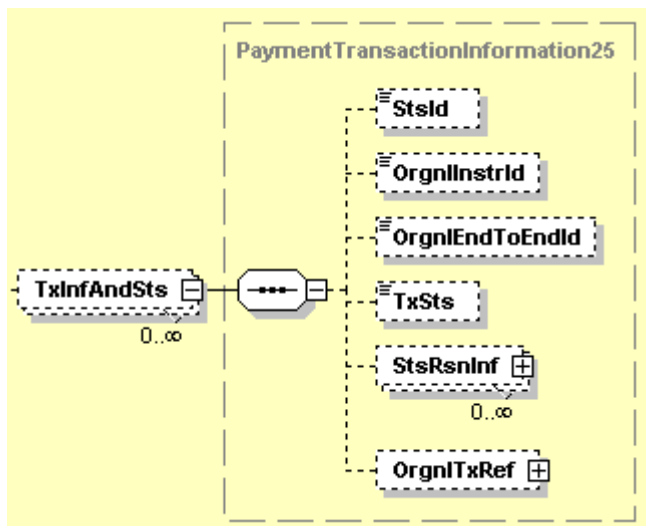 PaymentTransactionInformation25
StsId
OrgnlInstrId
OrgnlEndToEndId
TxInfAndSts
0..∞
TxSts
StsRsnInf
0..∞
OrgnlTxRef